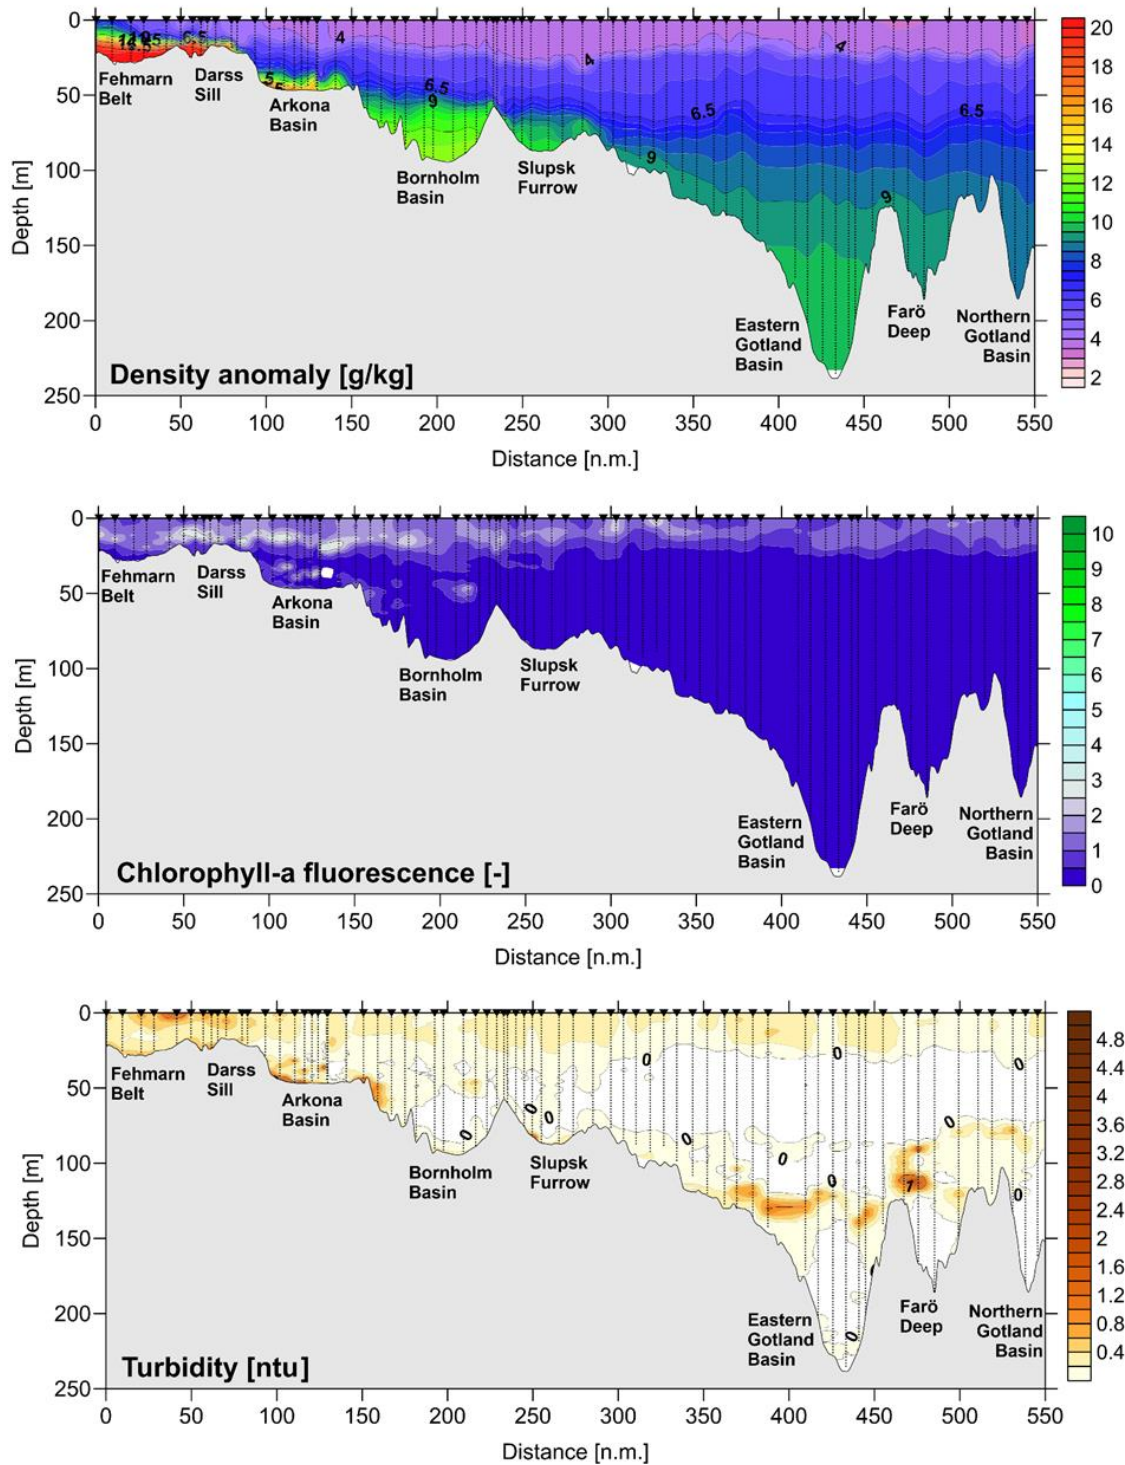 0
50
100
150
200
250
Depth [m]
4
4
4
5
6.5
6.5
6.5
6.5
9
9
9
Fehmarn
Belt
Darss
Sill
Arkona
Basin
Bornholm
Basin
Slupsk
Furrow
Eastern
Gotland
Basin
Farö
Deep
Northern
Gotland
Basin
Density anomaly [g/kg]
0 50 100 150 200 250 300 350 400 450 500 550
Distance [n.m.]
20
18
16
14
12
10
8
6
4
2
0
50
100
150
200
250
Depth [m]
Fehmarn
Belt
Darss
Sill
Arkona
Basin
Bornholm
Basin
Slupsk
Furrow
Eastern
Gotland
Basin
Farö
Deep
Northern
Gotland
Basin
Chlorophyll-a fluorescence [-]
0 50 100 150 200 250 300 350 400 450 500 550
Distance [n.m.]
10
9
8
7
6
5
4
3
2
1
0
0
50
100
150
200
250
Depth [m]
0
0
0
0
0
0
0
0
0
0
0
0
1
Fehmarn
Belt
Darss
Sill
Arkona
Basin
Bornholm
Basin
Slupsk
Furrow
Eastern
Gotland
Basin
Farö
Deep
Northern
Gotland
Basin
Turbidity [ntu]
0 50 100 150 200 250 300 350 400 450 500 550
Distance [n.m.]
4.8
4.4
4
3.6
3.2
2.8
2.4
2
1.6
1.2
0.8
0.4